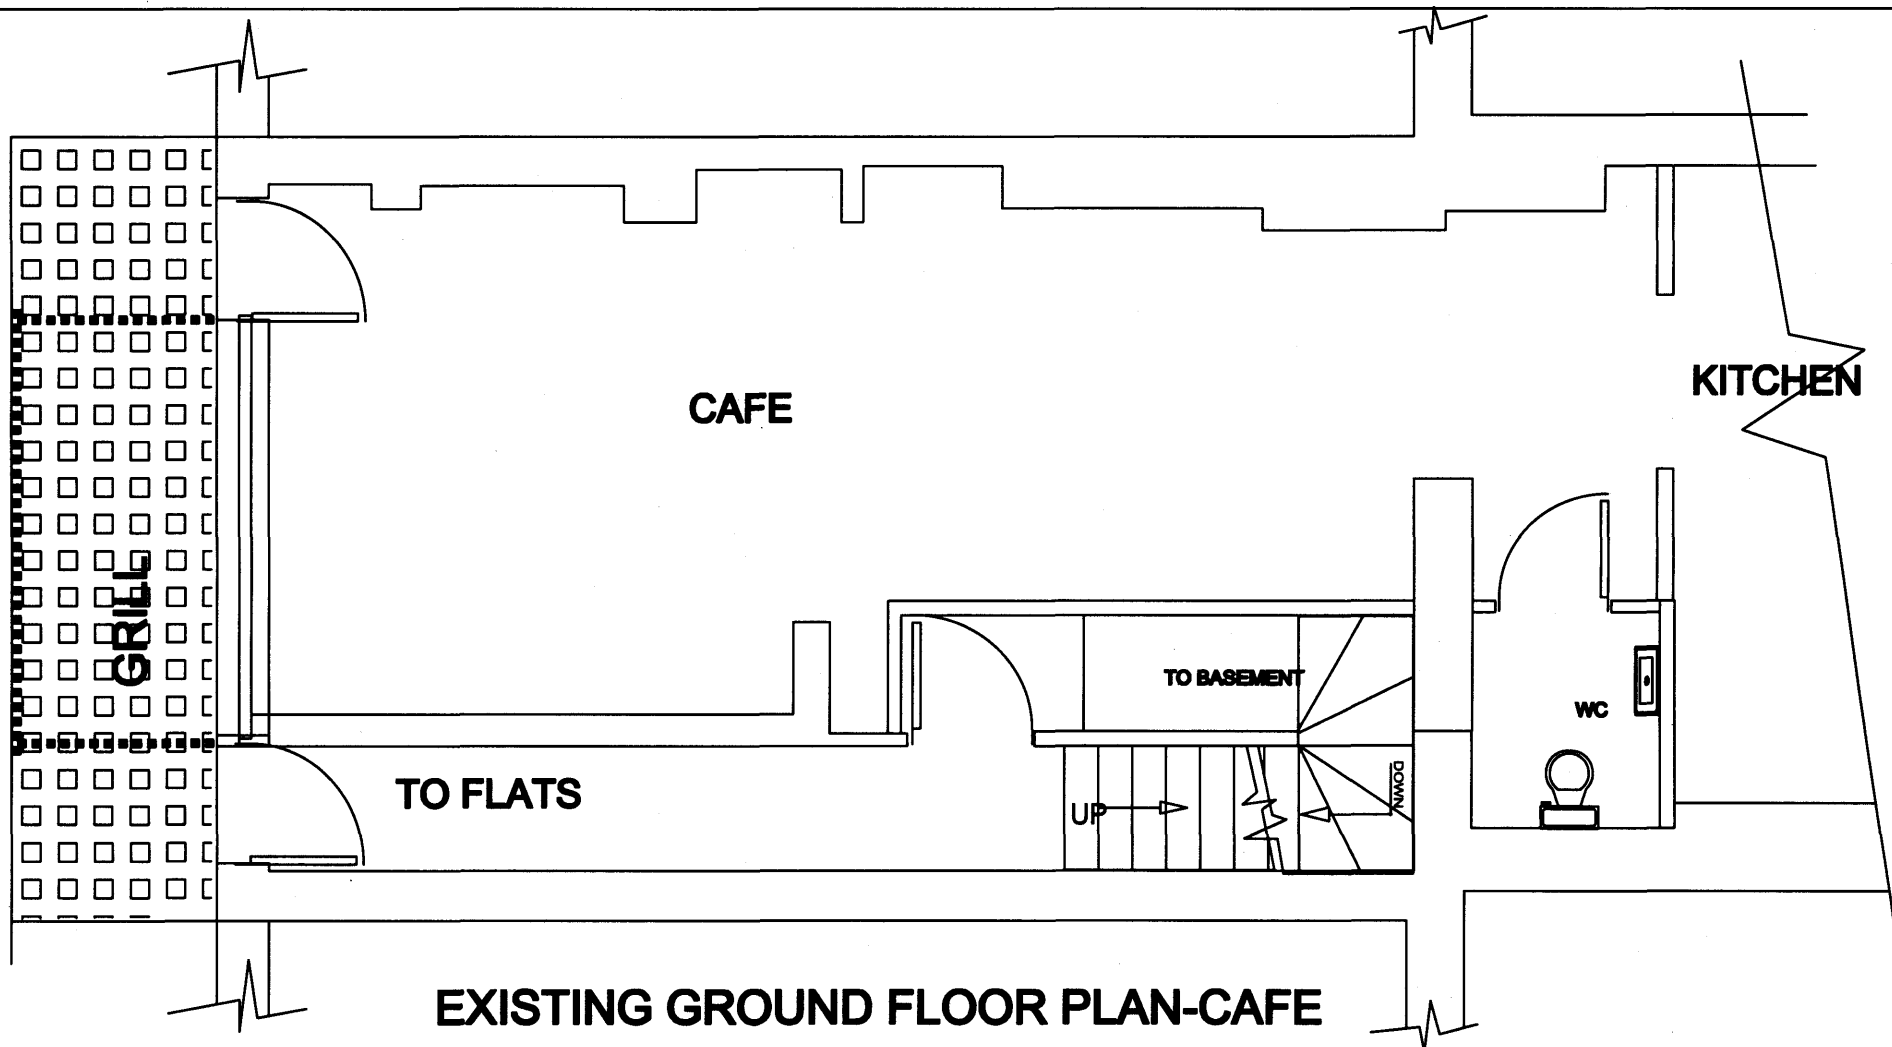 KITCHEN
CAFE
GRILL
TO BASEMENT
WC
TO FLATS
UP
DOWN
EXISTING GROUND FLOOR PLAN-CAFE